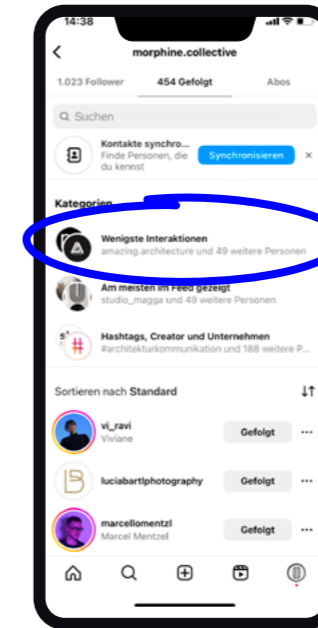 14:38
morphine.collective
1.023 Follower
454 Gefolgt
Abos
Suchen
Kontakte synchro...
Finde Personen, die
du kennst
Synchronisieren
Kategorien
Wenigste Interaktionen
amazing.architecture und 49 weitere Personen
Am meisten im Feed gezeigt
studio_magga und 49 weitere Personen
Hashtags, Creator und Unternehmen
#architekturkommunikation und 188 weitere P...
Sortieren nach Standard
vi_ravi
Viviane
Gefolgt
luciabartlphotography
Gefolgt
marcellomentzl
Marcel Mentzel
Gefolgt